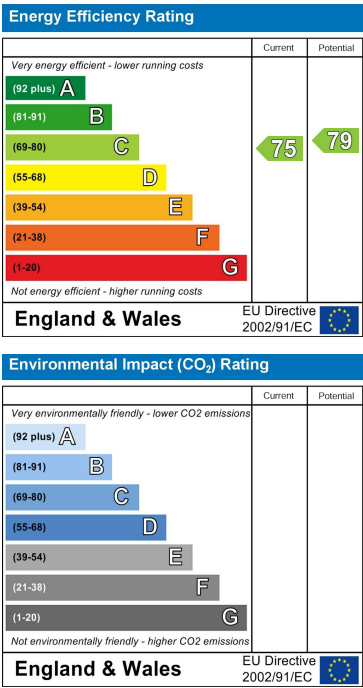 Energy Efficiency Rating
Current Potential
Very energy efficient - lower running costs
(92 plus) A
(81-91) B
(69-80) C
75 79
(55-68) D
(39-54) E
(21-38) F
(1-20) G
Not energy efficient - higher running costs
England & Wales
EU Directive
2002/91/EC
Environmental Impact (CO₂) Rating
Current Potential
Very environmentally friendly - lower CO2 emissions
(92 plus) A
(81-91) B
(69-80) C
(55-68) D
(39-54) E
(21-38) F
(1-20) G
Not environmentally friendly - higher CO2 emissions
England & Wales
EU Directive
2002/91/EC